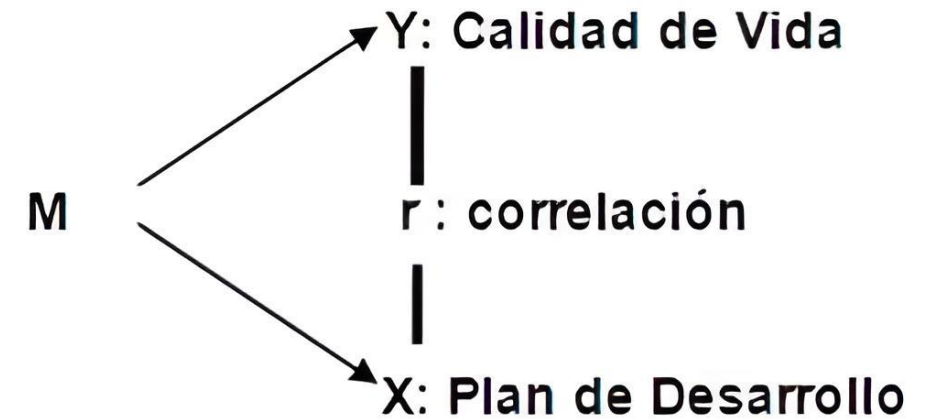 Y: Calidad de Vida
M r : correlación
X: Plan de Desarrollo